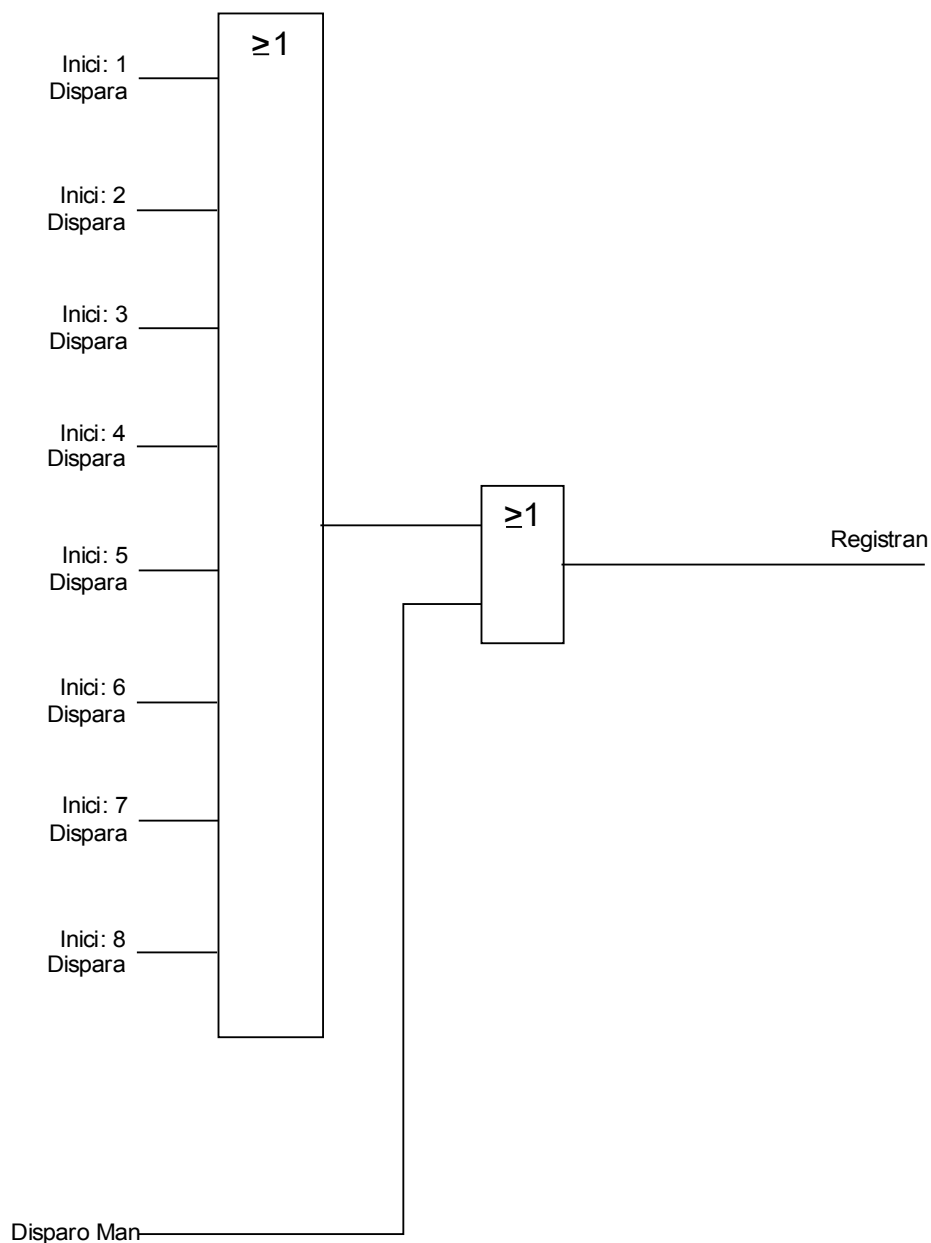 ≥1
Inici: 1
Dispara
Inici: 2
Dispara
Inici: 3
Dispara
Inici: 4
Dispara
≥1
Registran
Inici: 5
Dispara
Inici: 6
Dispara
Inici: 7
Dispara
Inici: 8
Dispara
Disparo Man